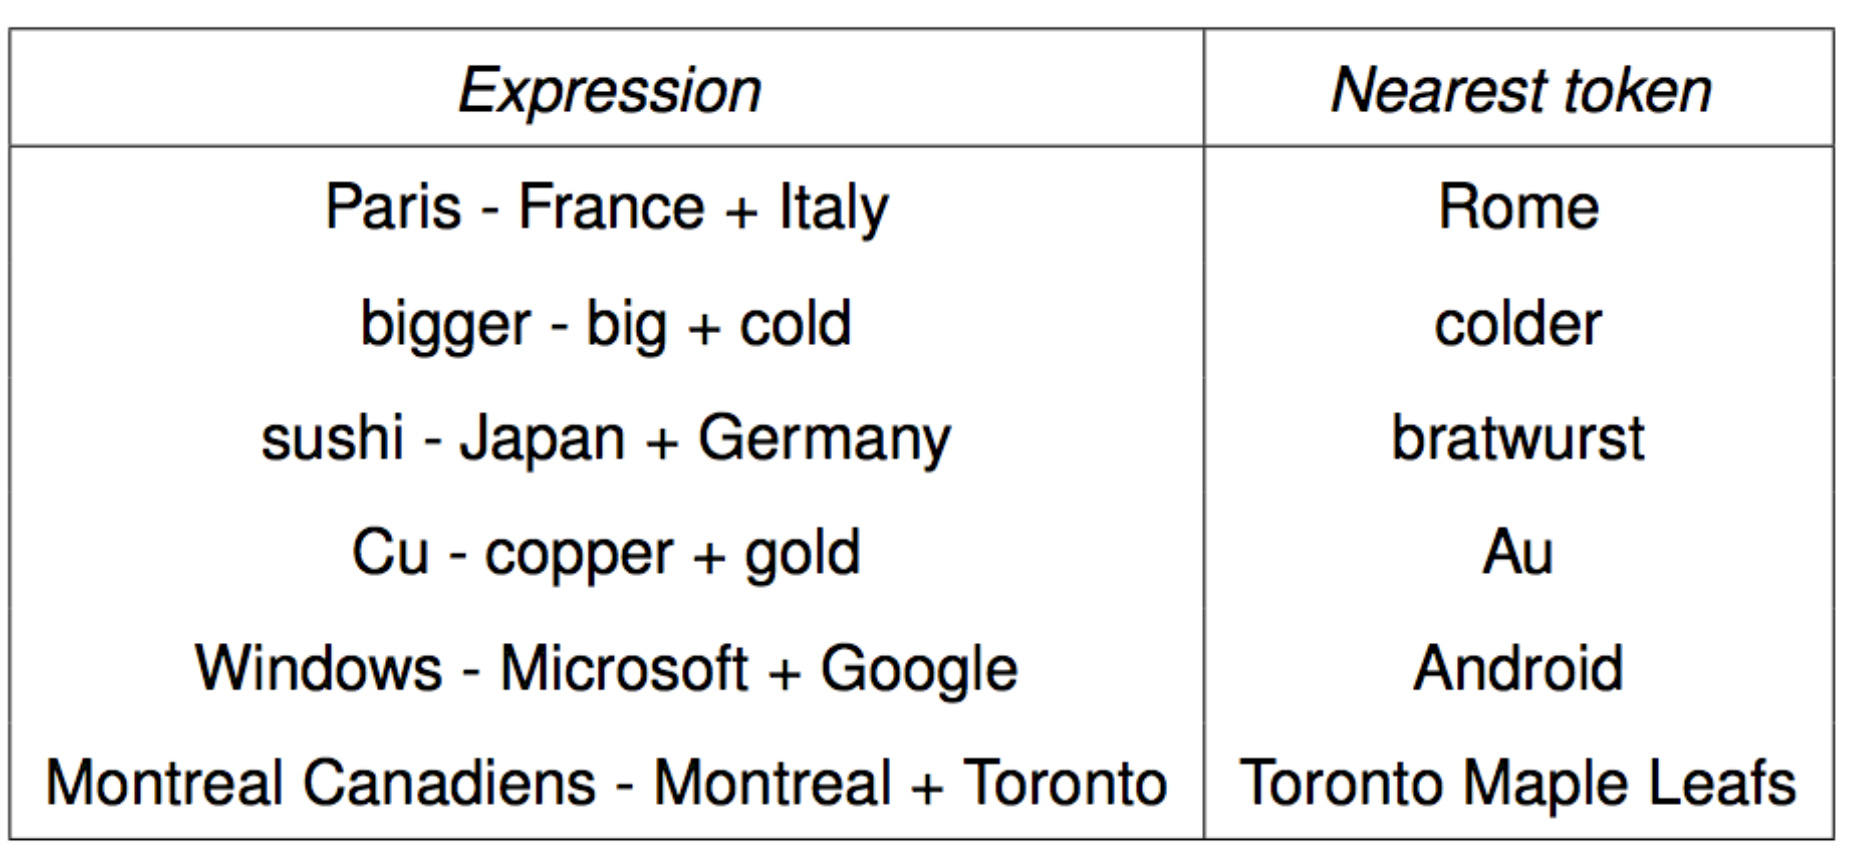 Expression Nearest token
Paris - France + Italy Rome
bigger - big + cold colder
sushi - Japan + Germany bratwurst
Cu - copper + gold Au
Windows - Microsoft + Google Android
Montreal Canadiens - Montreal + Toronto Toronto Maple Leafs